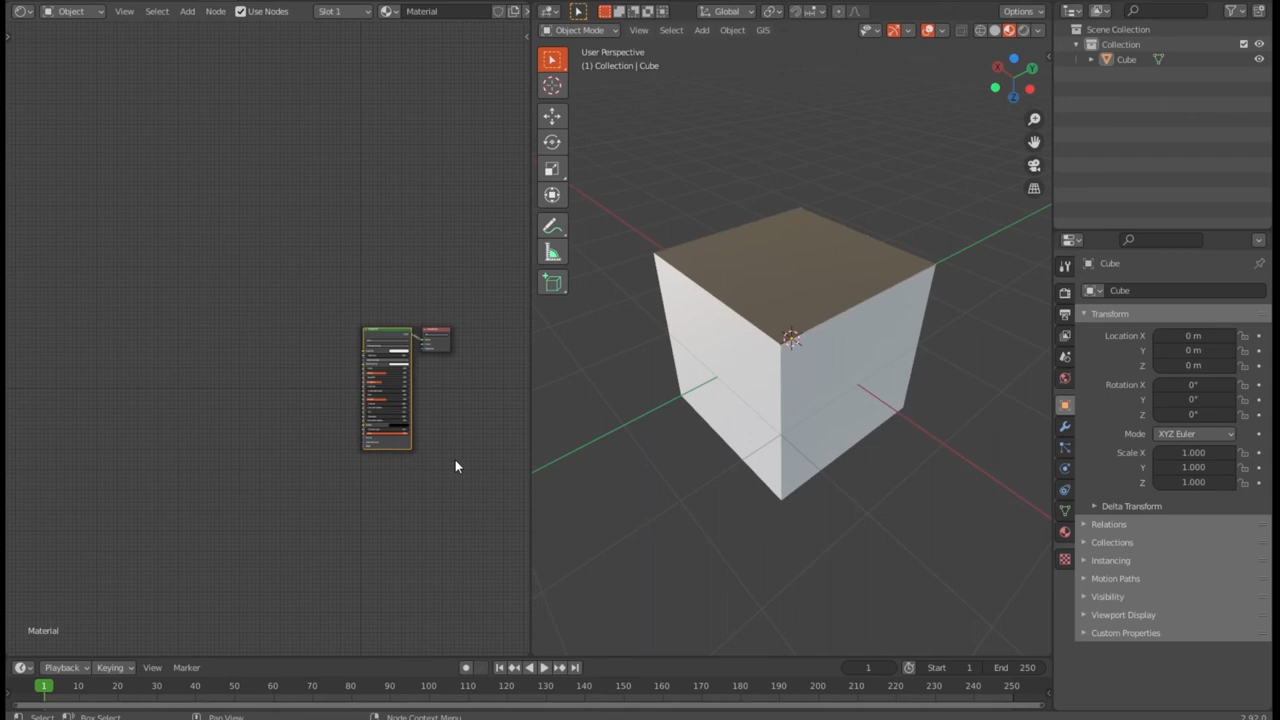 Object View Select Add Node Use Nodes Slot 1 Material
Global Options
Object Mode View Select Add Object GIS
User Perspective
(1) Collection | Cube
X Y Z
Scene Collection
Collection
Cube
Cube
Cube
Transform
Location X 0 m
Y 0 m
Z 0 m
Rotation X 0°
Y 0°
Z 0°
Mode XYZ Euler
Scale X 1.000
Y 1.000
Z 1.000
Delta Transform
Relations
Collections
Instancing
Motion Paths
Visibility
Viewport Display
Custom Properties
Material
Playback Keying View Marker 1 Start 1 End 250
1 10 20 30 40 50 60 70 80 90 100 110 120 130 140 150 160 170 180 190 200 210 220 230 240 250
Select Box Select Pan View Node Context Menu 2.92.0